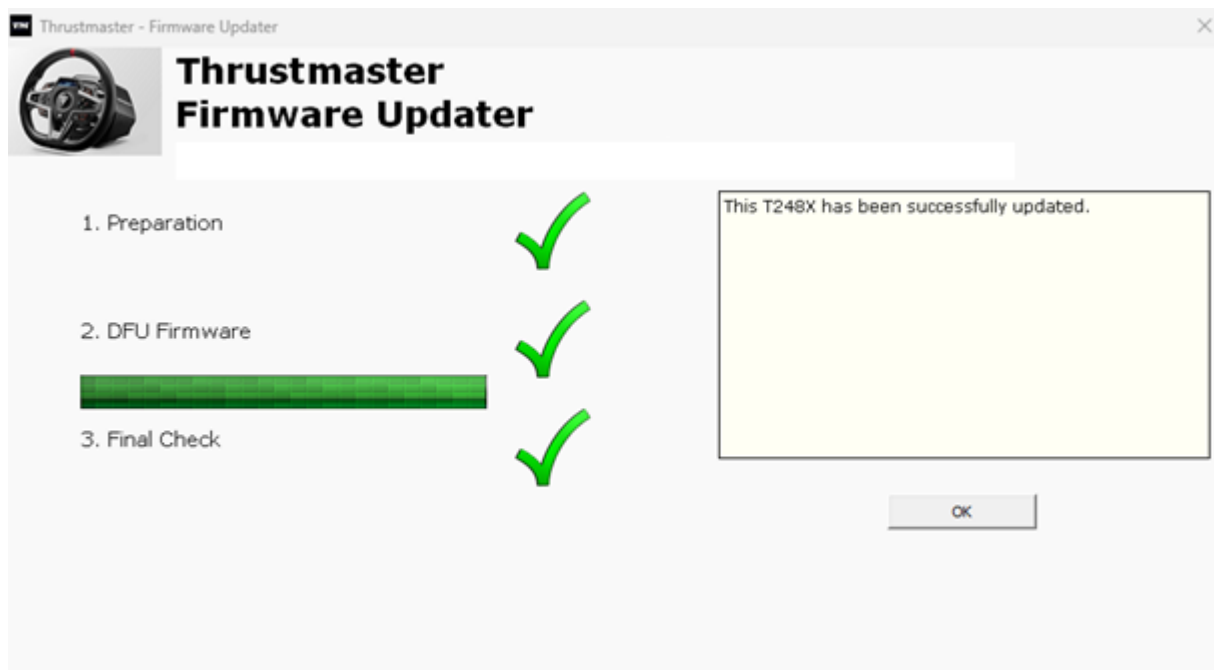 Thrustmaster - Firmware Updater
Thrustmaster
Firmware Updater
1. Preparation
This T248X has been successfully updated.
2. DFU Firmware
3. Final Check
OK